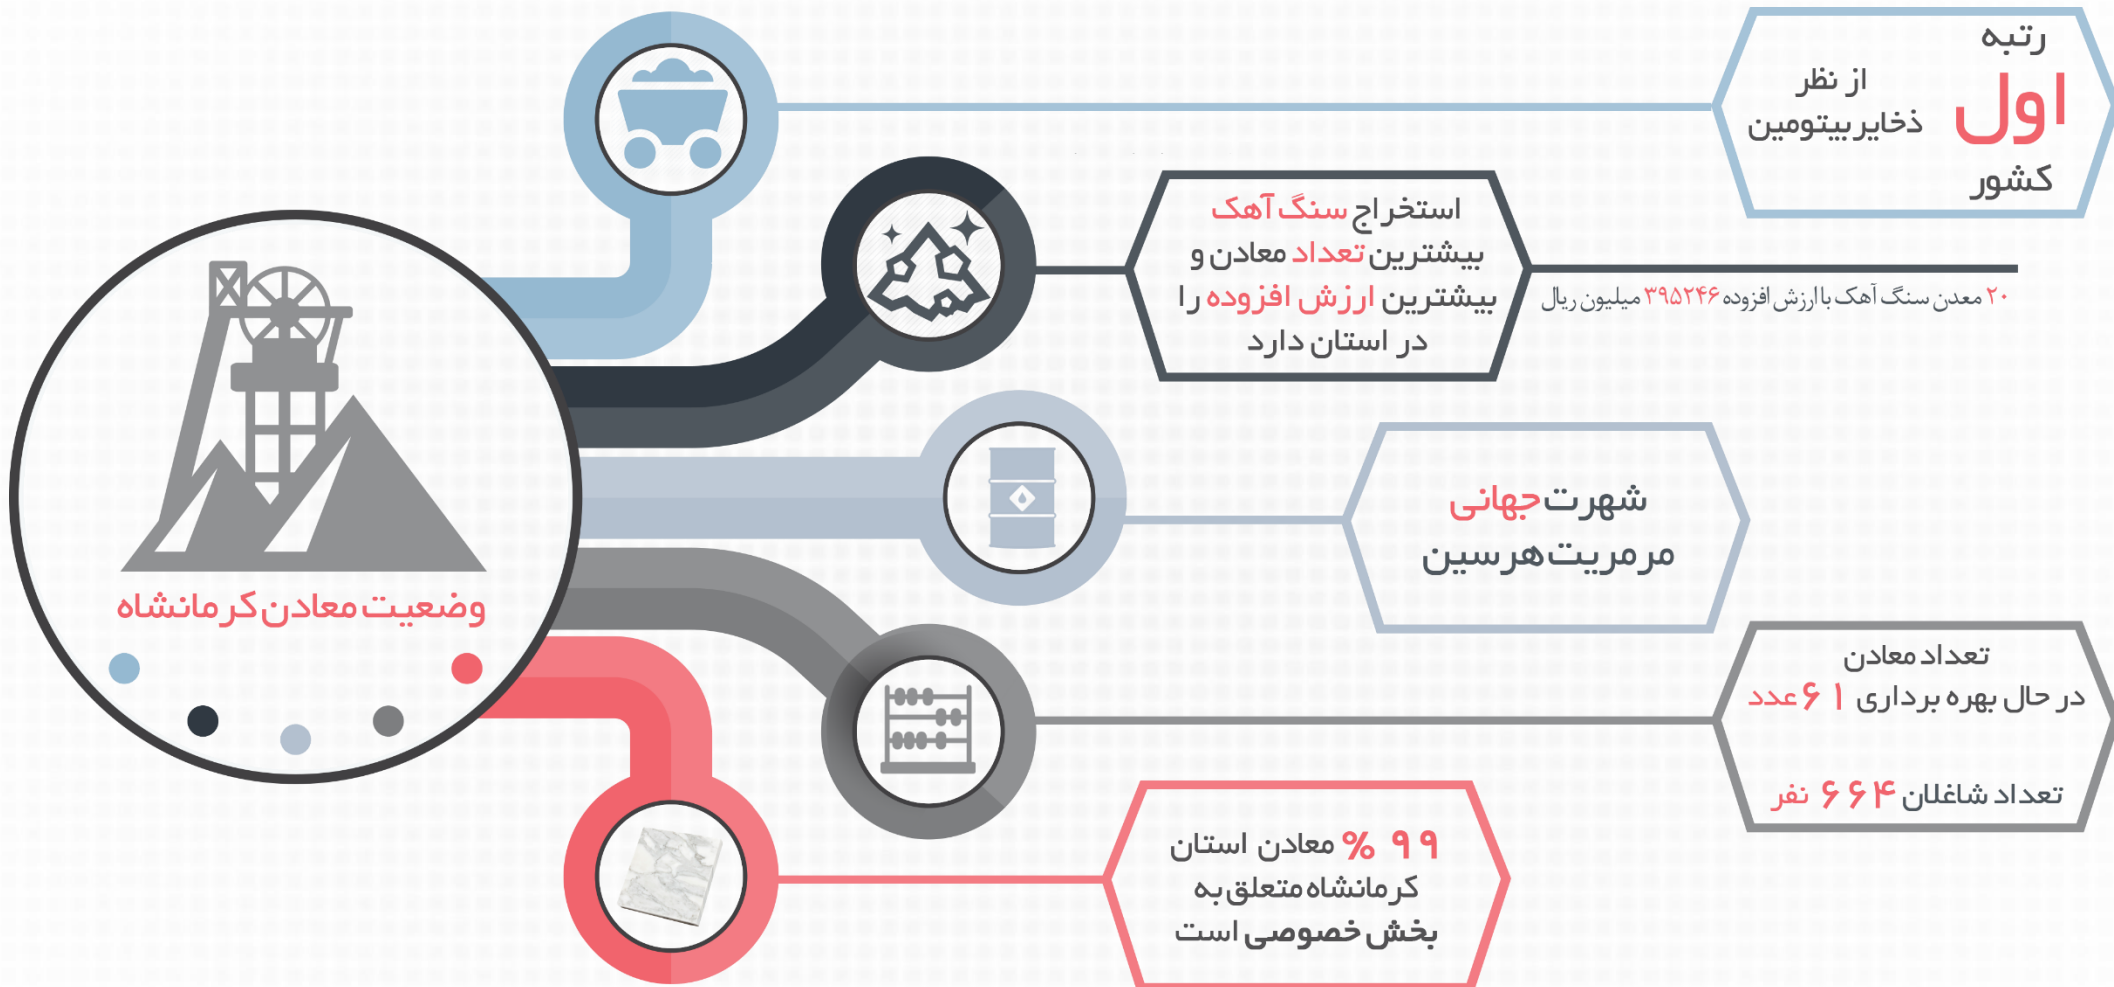 وضعیت معادن کرمانشاه
رتبه
اول
از نظر
ذخایر بیتومین
کشور
استخراج سنگ آهک
بیشترین تعداد معادن و
بیشترین ارزش افزوده را
در استان دارد
۲۰ معدن سنگ آهک با ارزش افزوده ۳۹۵۲۴۶ میلیون ریال
شهرت جهانی
مرمریت هرسین
تعداد معادن
در حال بهره برداری ۶۱ عدد
تعداد شاغلان ۶۶۴ نفر
۹۹ % معادن استان
کرمانشاه متعلق به
بخش خصوصی است